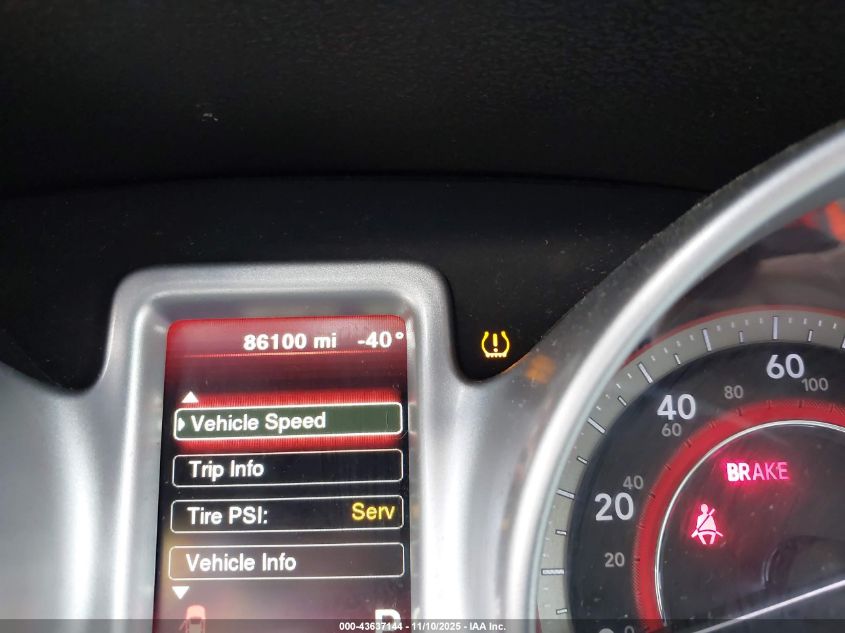 86100 mi -40°
Vehicle Speed
Trip Info
Tire PSI: Serv
Vehicle Info
60
100
80
40
60
BRAKE
40
20
20
000-43637144 - 11/10/2025 - IAA Inc.